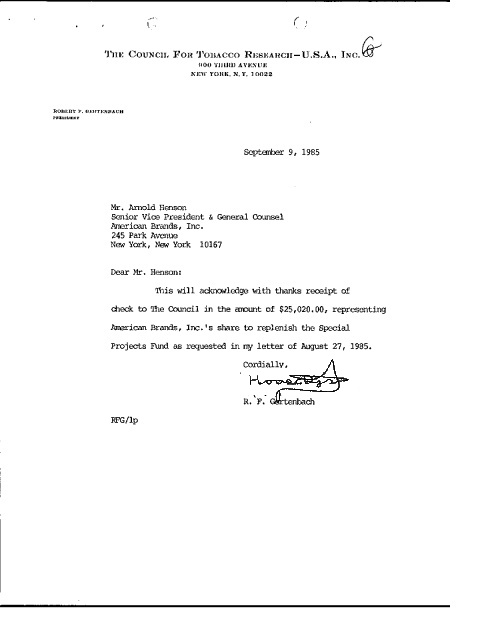 THE COUNCIL FOR TOBACCO RESEARCH-U.S.A., INC.
900 THIRD AVENUE
NEW YORK, N.Y. 10022
ROBERT F. GERTENBACH
PRESIDENT
September 9, 1985
Mr. Arnold Henson
Senior Vice President & General Counsel
American Brands, Inc.
245 Park Avenue
New York, New York 10167
Dear Mr. Henson:
This will acknowledge with thanks receipt of
check to The Council in the amount of $25,020.00, representing
American Brands, Inc.'s share to replenish the Special
Projects Fund as requested in my letter of August 27, 1985.
Cordially,
R. F. Gertenbach
RFG/lp